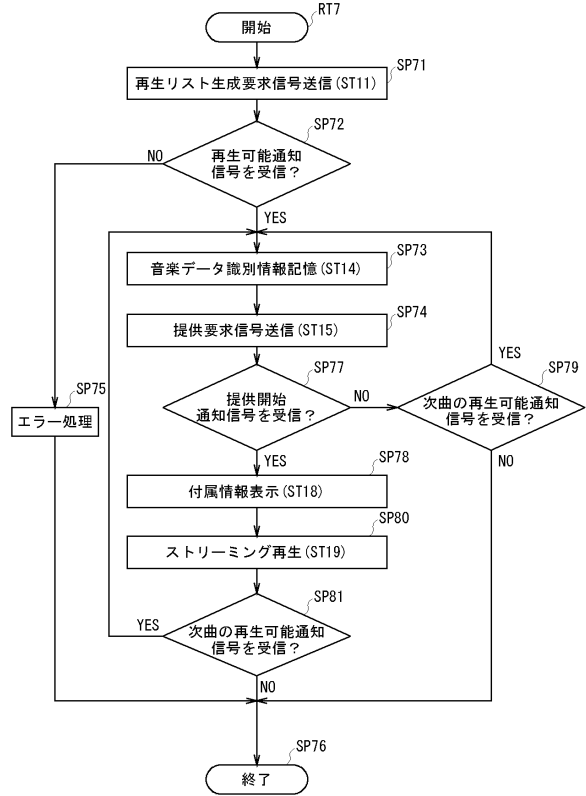 RT7
開始
SP71
再生リスト生成要求信号送信(ST11)
SP72
再生可能通知
信号を受信？
NO
YES
SP73
音楽データ識別情報記憶(ST14)
SP74
提供要求信号送信(ST15)
SP77
提供開始
通知信号を受信？
NO
YES
SP79
次曲の再生可能通知
信号を受信？
YES
NO
SP75
エラー処理
SP78
付属情報表示(ST18)
SP80
ストリーミング再生(ST19)
SP81
次曲の再生可能通知
信号を受信？
YES
NO
SP76
終了